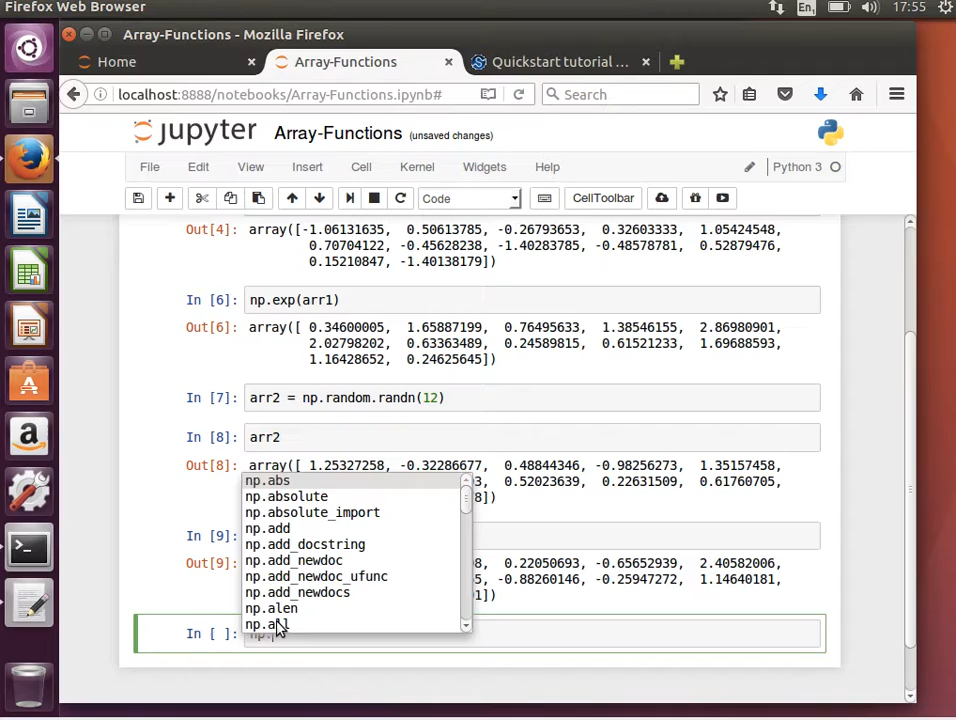 Firefox Web Browser
En1
17:55
Array-Functions - Mozilla Firefox
Home
Array-Functions
Quickstart tutorial ...
localhost:8888/notebooks/Array-Functions.ipynb#
Search
jupyter
Array-Functions (unsaved changes)
File Edit View Insert Cell Kernel Widgets Help
Python 3
Code
CellToolbar
Out[4]: array([-1.06131635, 0.50613785, -0.26793653, 0.32603333, 1.05424548,
0.70704122, -0.45628238, -1.40283785, -0.48578781, 0.52879476,
0.15210847, -1.40138179])
In [6]: np.exp(arr1)
Out[6]: array([ 0.34600005, 1.65887199, 0.76495633, 1.38546155, 2.86980901,
2.02798202, 0.63363489, 0.24589815, 0.61521233, 1.69688593,
1.16428652, 0.24625645])
In [7]: arr2 = np.random.randn(12)
In [8]: arr2
Out[8]: array([ 1.25327258, -0.32286677, 0.48844346, -0.98256273, 1.35157458,
3, 0.52023639, 0.22631509, 0.61760705,
8])
In [9]:
Out[9]: 8, 0.22050693, -0.65652939, 2.40582006,
5, -0.88260146, -0.25947272, 1.14640181,
01])
In [ ]: np.
np.abs
np.absolute
np.absolute_import
np.add
np.add_docstring
np.add_newdoc
np.add_newdoc_ufunc
np.add_newdocs
np.alen
np.all